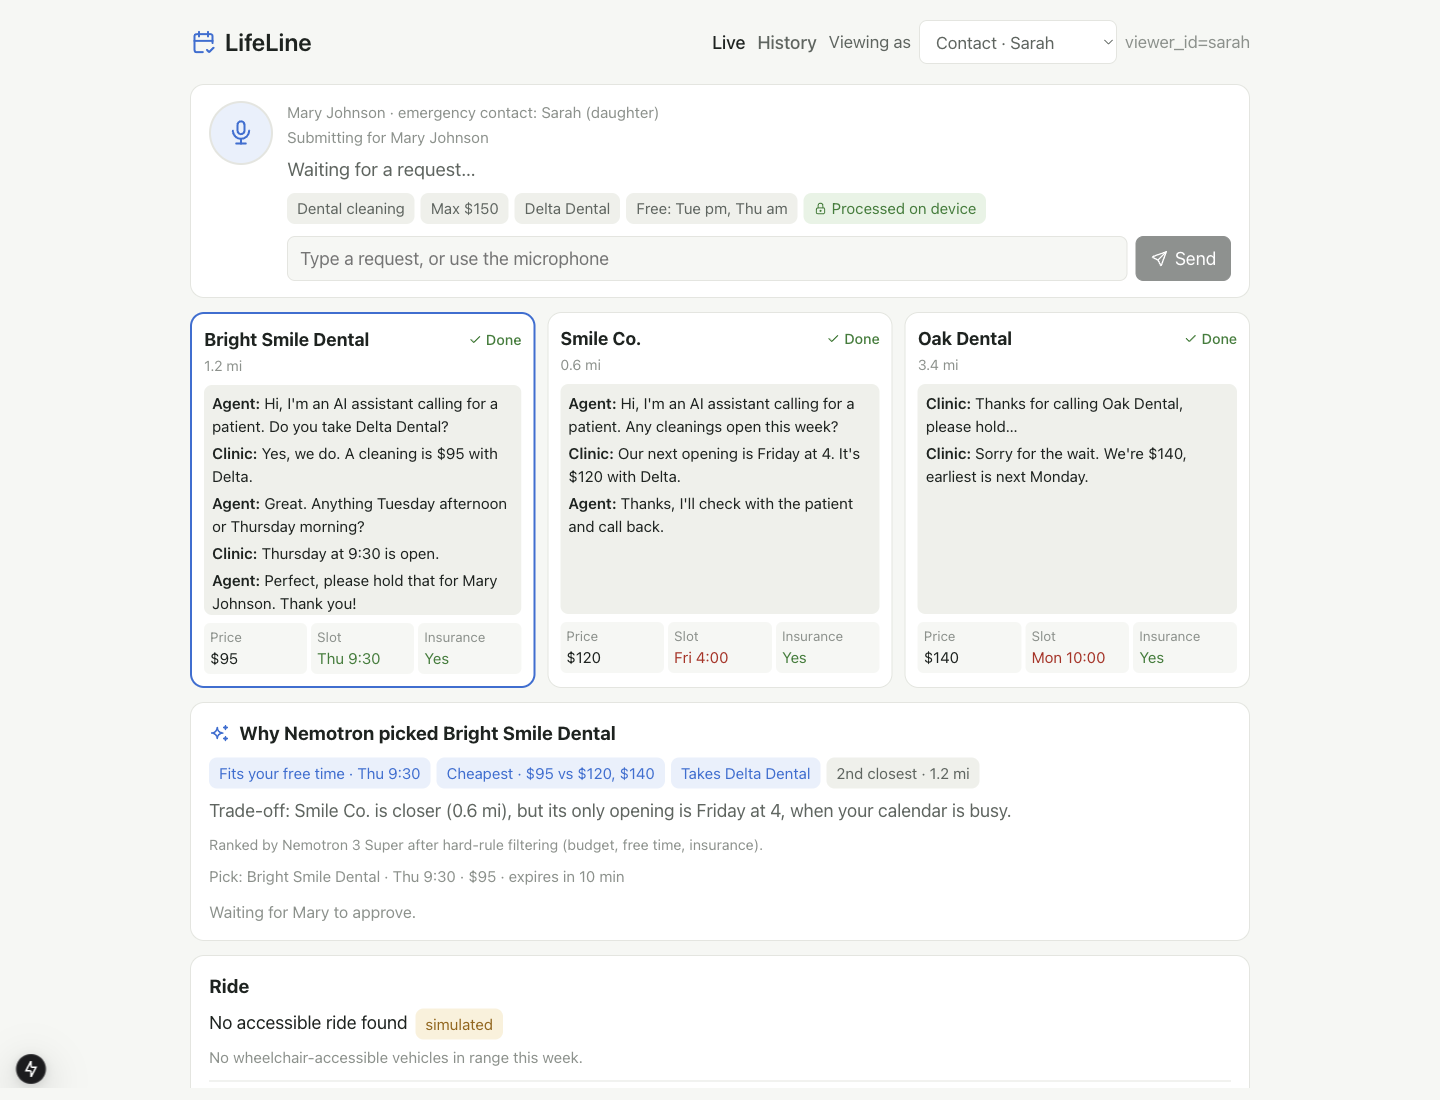 LifeLine
Live History Viewing as Contact · Sarah viewer_id=sarah
Mary Johnson · emergency contact: Sarah (daughter)
Submitting for Mary Johnson
Waiting for a request...
Dental cleaning Max $150 Delta Dental Free: Tue pm, Thu am Processed on device
Type a request, or use the microphone Send
Bright Smile Dental Done
1.2 mi
Agent: Hi, I'm an AI assistant calling for a
patient. Do you take Delta Dental?
Clinic: Yes, we do. A cleaning is $95 with
Delta.
Agent: Great. Anything Tuesday afternoon
or Thursday morning?
Clinic: Thursday at 9:30 is open.
Agent: Perfect, please hold that for Mary
Johnson. Thank you!
Price Slot Insurance
$95 Thu 9:30 Yes
Smile Co. Done
0.6 mi
Agent: Hi, I'm an AI assistant calling for a
patient. Any cleanings open this week?
Clinic: Our next opening is Friday at 4. It's
$120 with Delta.
Agent: Thanks, I'll check with the patient
and call back.
Price Slot Insurance
$120 Fri 4:00 Yes
Oak Dental Done
3.4 mi
Clinic: Thanks for calling Oak Dental,
please hold...
Clinic: Sorry for the wait. We're $140,
earliest is next Monday.
Price Slot Insurance
$140 Mon 10:00 Yes
Why Nemotron picked Bright Smile Dental
Fits your free time · Thu 9:30 Cheapest · $95 vs $120, $140 Takes Delta Dental 2nd closest · 1.2 mi
Trade-off: Smile Co. is closer (0.6 mi), but its only opening is Friday at 4, when your calendar is busy.
Ranked by Nemotron 3 Super after hard-rule filtering (budget, free time, insurance).
Pick: Bright Smile Dental · Thu 9:30 · $95 · expires in 10 min
Waiting for Mary to approve.
Ride
No accessible ride found simulated
No wheelchair-accessible vehicles in range this week.